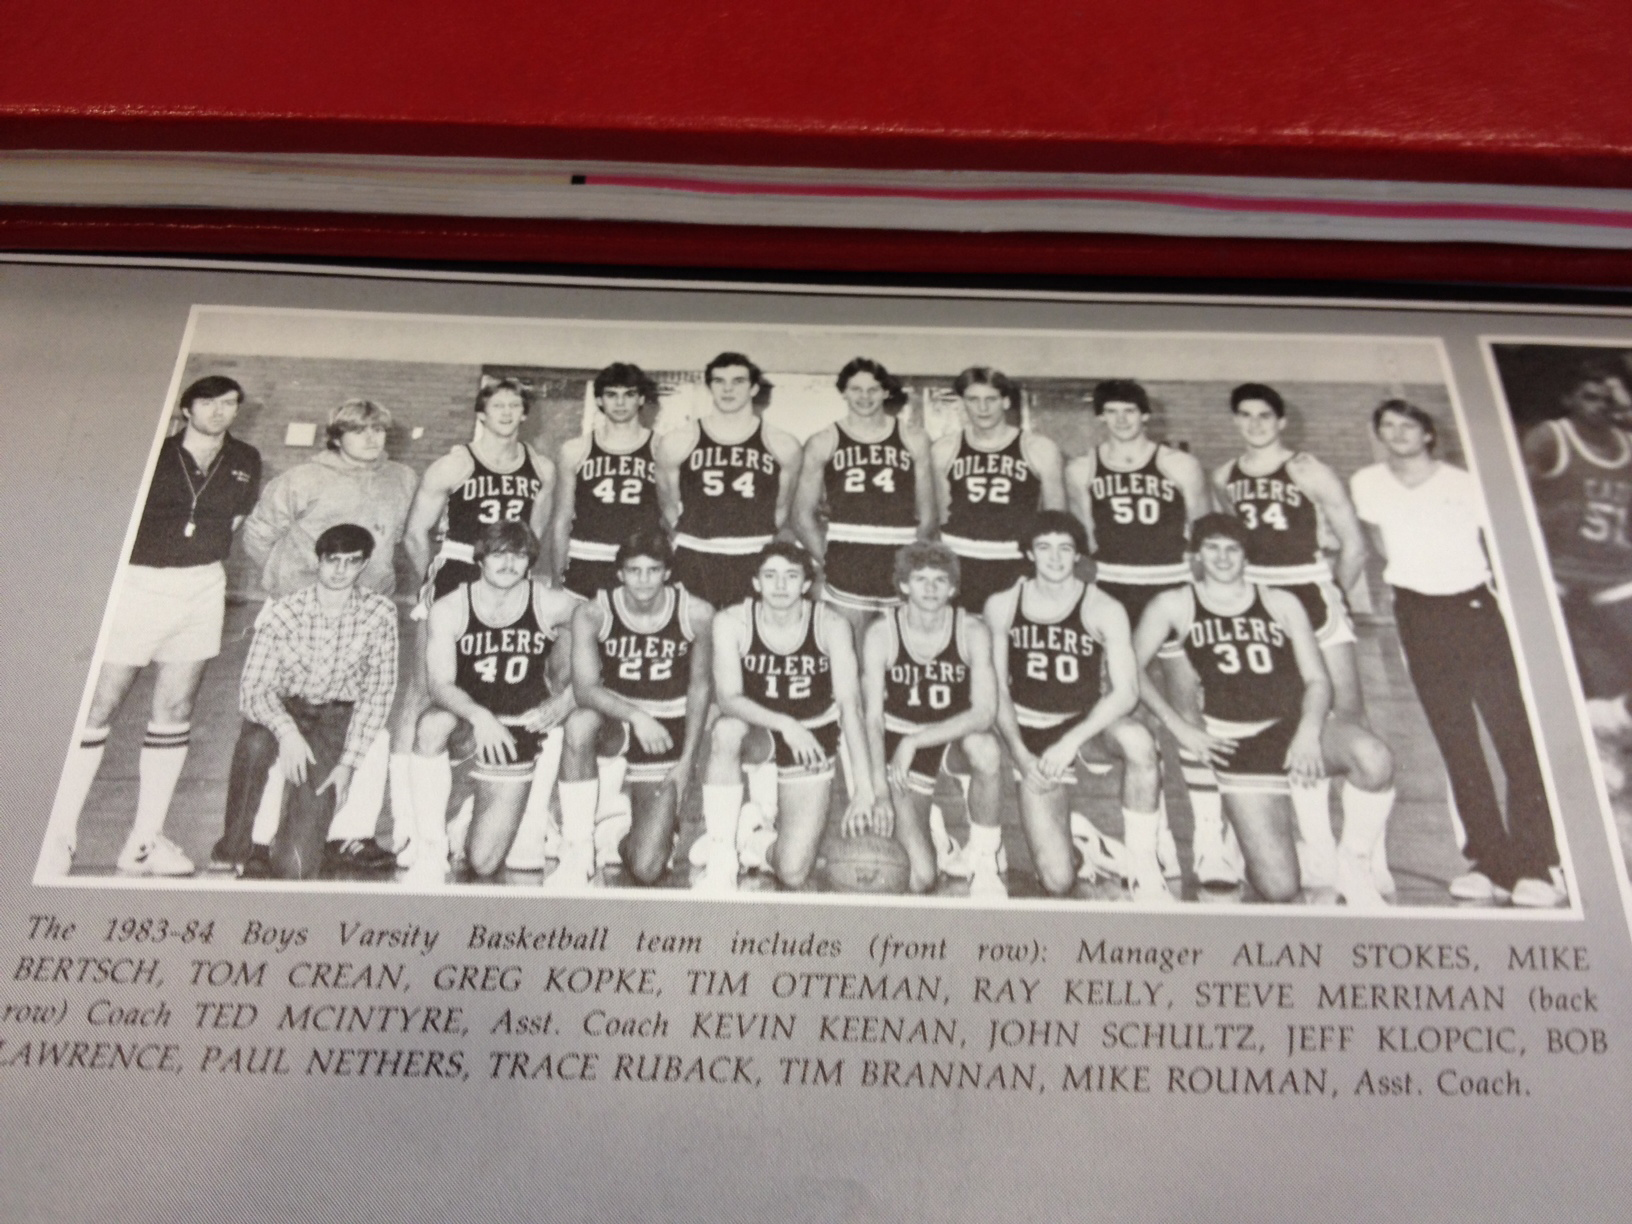 OILERS 32
OILERS 42
OILERS 54
OILERS 24
OILERS 52
OILERS 50
OILERS 34
OILERS 40
OILERS 22
OILERS 12
OILERS 10
OILERS 20
OILERS 30
The 1983-84 Boys Varsity Basketball team includes (front row): Manager ALAN STOKES, MIKE
BERTSCH, TOM CREAN, GREG KOPKE, TIM OTTEMAN, RAY KELLY, STEVE MERRIMAN (back
row) Coach TED MCINTYRE, Asst. Coach KEVIN KEENAN, JOHN SCHULTZ, JEFF KLOPCIC, BOB
LAWRENCE, PAUL NETHERS, TRACE RUBACK, TIM BRANNAN, MIKE ROUMAN, Asst. Coach.